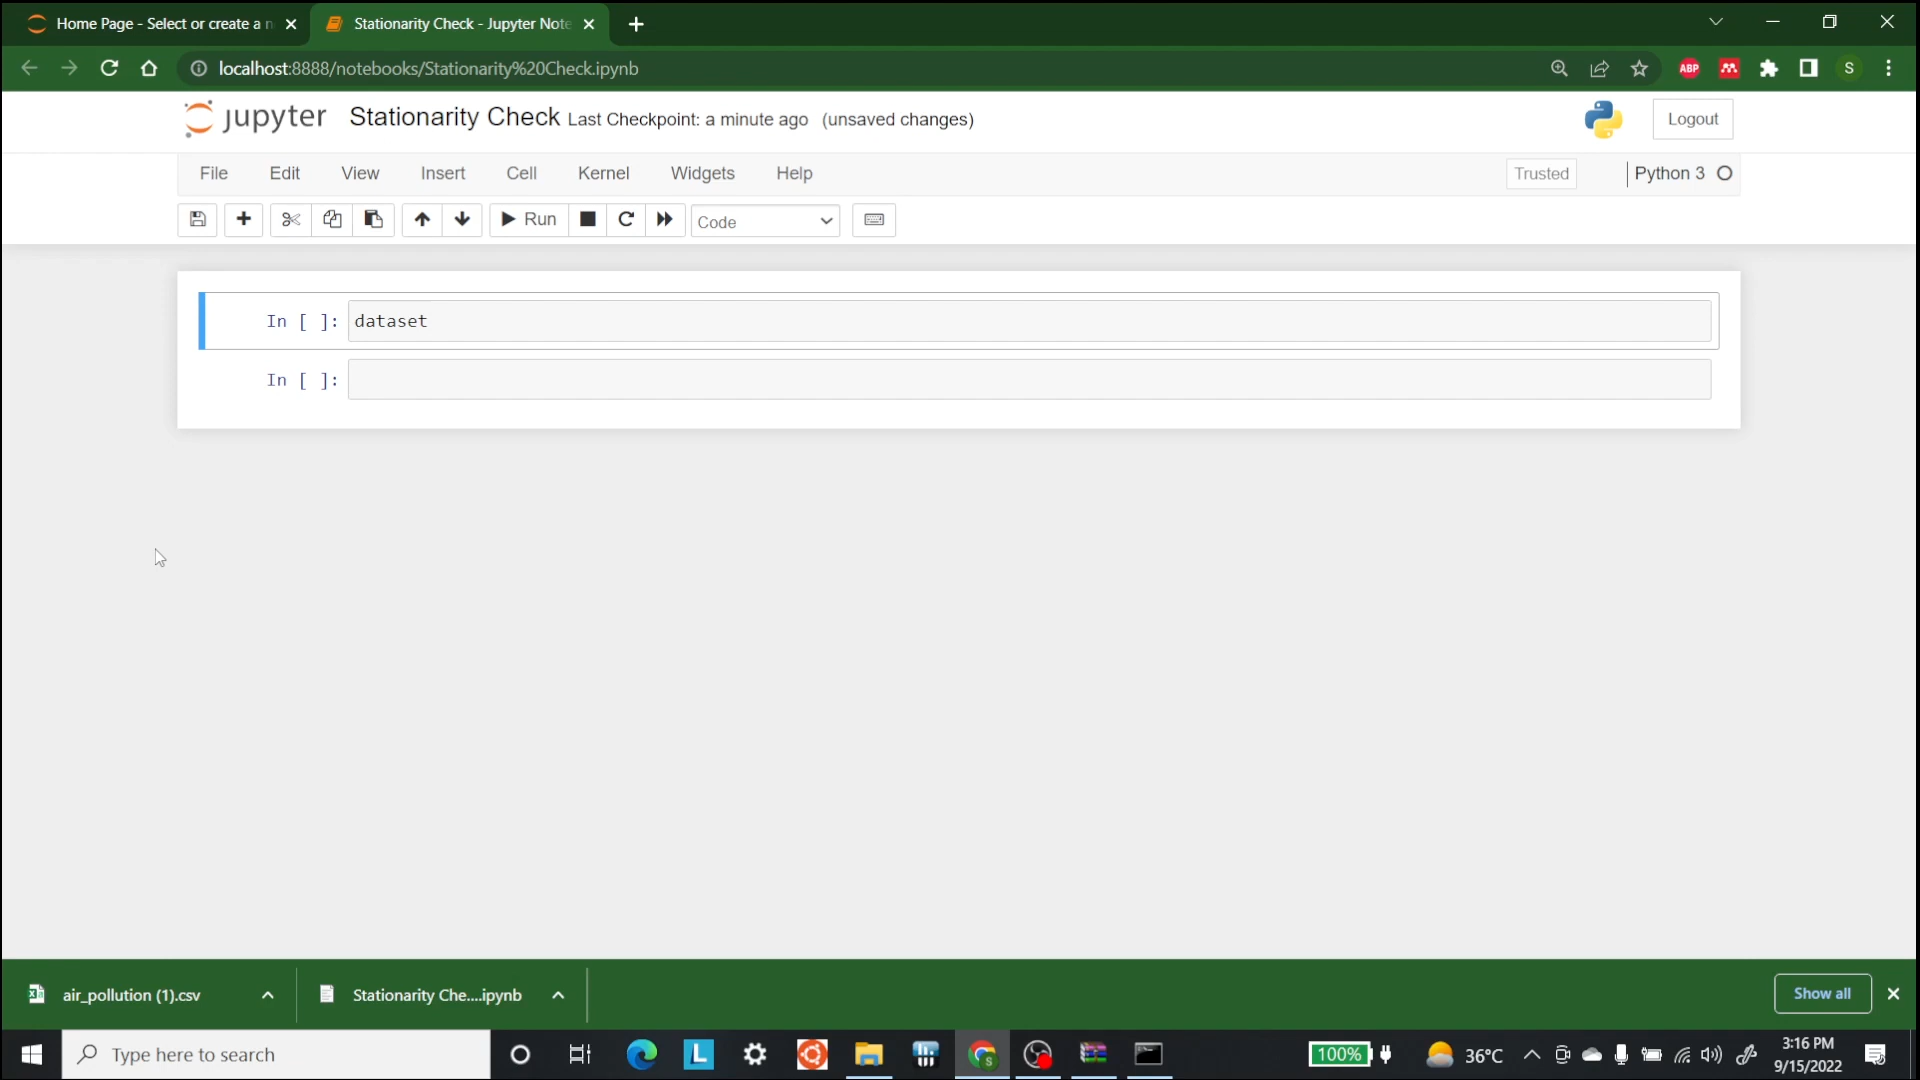 Home Page - Select or create a n
Stationarity Check - Jupyter Note
localhost:8888/notebooks/Stationarity%20Check.ipynb
ABP
S
jupyter
Stationarity Check Last Checkpoint: a minute ago (unsaved changes)
Logout
File Edit View Insert Cell Kernel Widgets Help
Trusted
Python 3
Run
Code
In [ ]: dataset
In [ ]:
air_pollution (1).csv
Stationarity Che....ipynb
Show all
Type here to search
L
S
100%
36°C
3:16 PM
9/15/2022